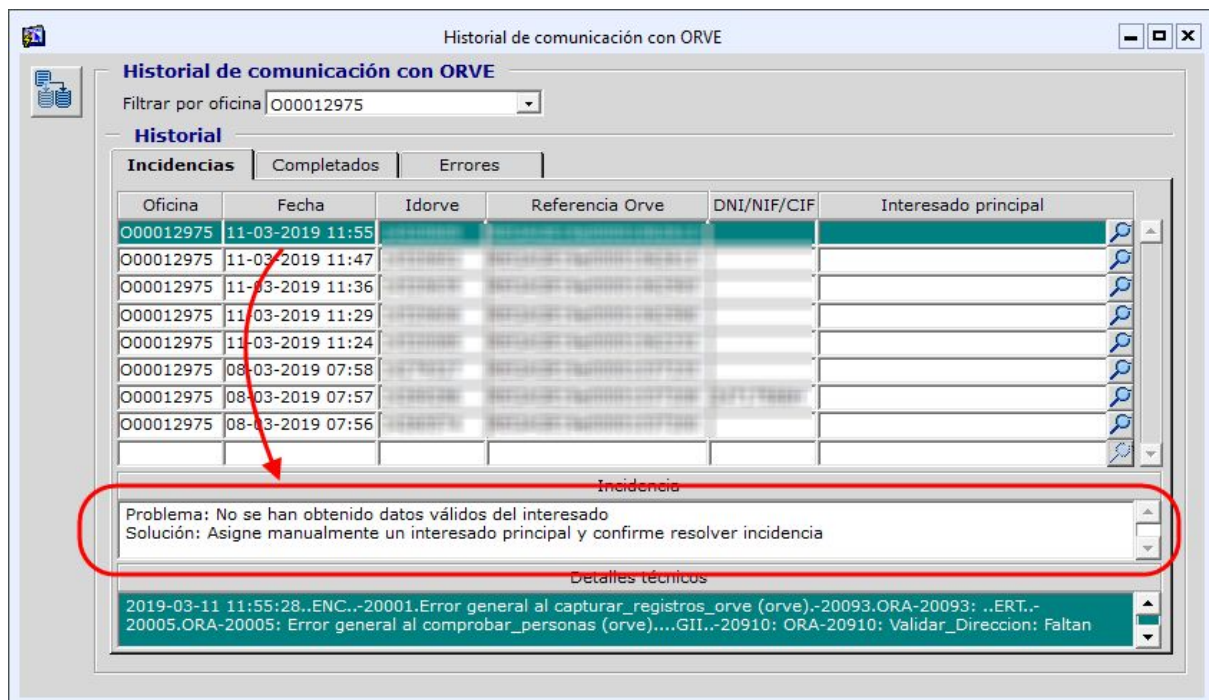 Historial de comunicación con ORVE
Historial de comunicación con ORVE
Filtrar por oficina O00012975
Historial
Incidencias Completados Errores
Oficina Fecha Idorve Referencia Orve DNI/NIF/CIF Interesado principal
O00012975 11-03-2019 11:55
O00012975 11-03-2019 11:47
O00012975 11-03-2019 11:36
O00012975 11-03-2019 11:29
O00012975 11-03-2019 11:24
O00012975 08-03-2019 07:58
O00012975 08-03-2019 07:57
O00012975 08-03-2019 07:56
Incidencia
Problema: No se han obtenido datos válidos del interesado
Solución: Asigne manualmente un interesado principal y confirme resolver incidencia
Detalles técnicos
2019-03-11 11:55:28..ENC..-20001.Error general al capturar_registros_orve (orve).-20093.ORA-20093: ..ERT..-
20005.ORA-20005: Error general al comprobar_personas (orve)....GII..-20910: ORA-20910: Validar_Direccion: Faltan